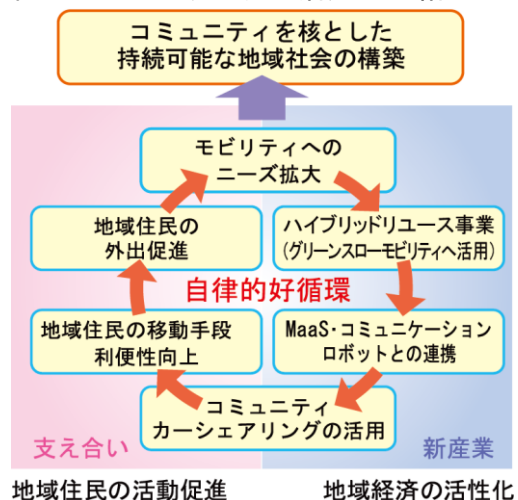 コミュニティを核とした
持続可能な地域社会の構築
モビリティへの
ニーズ拡大
地域住民の
外出促進
ハイブリッドリユース事業
(グリーンスローモビリティへ活用)
自律的好循環
地域住民の移動手段
利便性向上
MaaS・コミュニケーション
ロボットとの連携
コミュニティ
カーシェアリングの活用
支え合い
新産業
地域住民の活動促進
地域経済の活性化